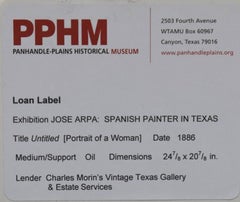 PPHM
PANHANDLE-PLAINS HISTORICAL MUSEUM
2503 Fourth Avenue
WTAMU Box 60967
Canyon, Texas 79016
www.panhandleplains.org
Loan Label
Exhibition JOSE ARPA: SPANISH PAINTER IN TEXAS
Title Untitled [Portrait of a Woman] Date 1886
Medium/Support Oil Dimensions 24 7/8 x 20 7/8 in.
Lender Charles Morin's Vintage Texas Gallery
& Estate Services